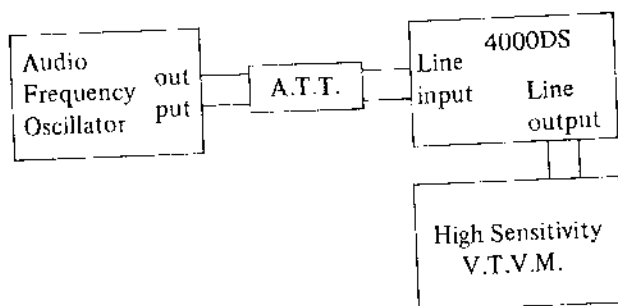 Audio
Frequency
Oscillator
out
put
A.T.T.
4000DS
Line
input
Line
output
High Sensitivity
V.T.V.M.